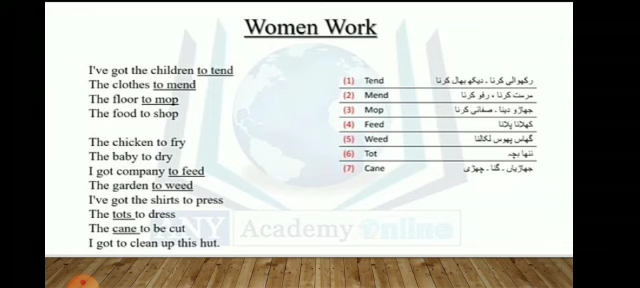 Women Work
I've got the children to tend
The clothes to mend
The floor to mop
The food to shop
The chicken to fry
The baby to dry
I got company to feed
The garden to weed
I've got the shirts to press
The tots to dress
The cane to be cut
I got to clean up this hut.
(1) Tend رکھوالی کرنا ۔ دیکھ بھال کرنا
(2) Mend مرمت کرنا ، رفو کرنا
(3) Mop جھاڑو دینا ۔ صفائی کرنا
(4) Feed کھلانا پلانا
(5) Weed گھاس پھوس نکالنا
(6) Tot ننھا بچہ
(7) Cane جھاڑیاں ۔ گنا ۔ چھڑی
Academy Online